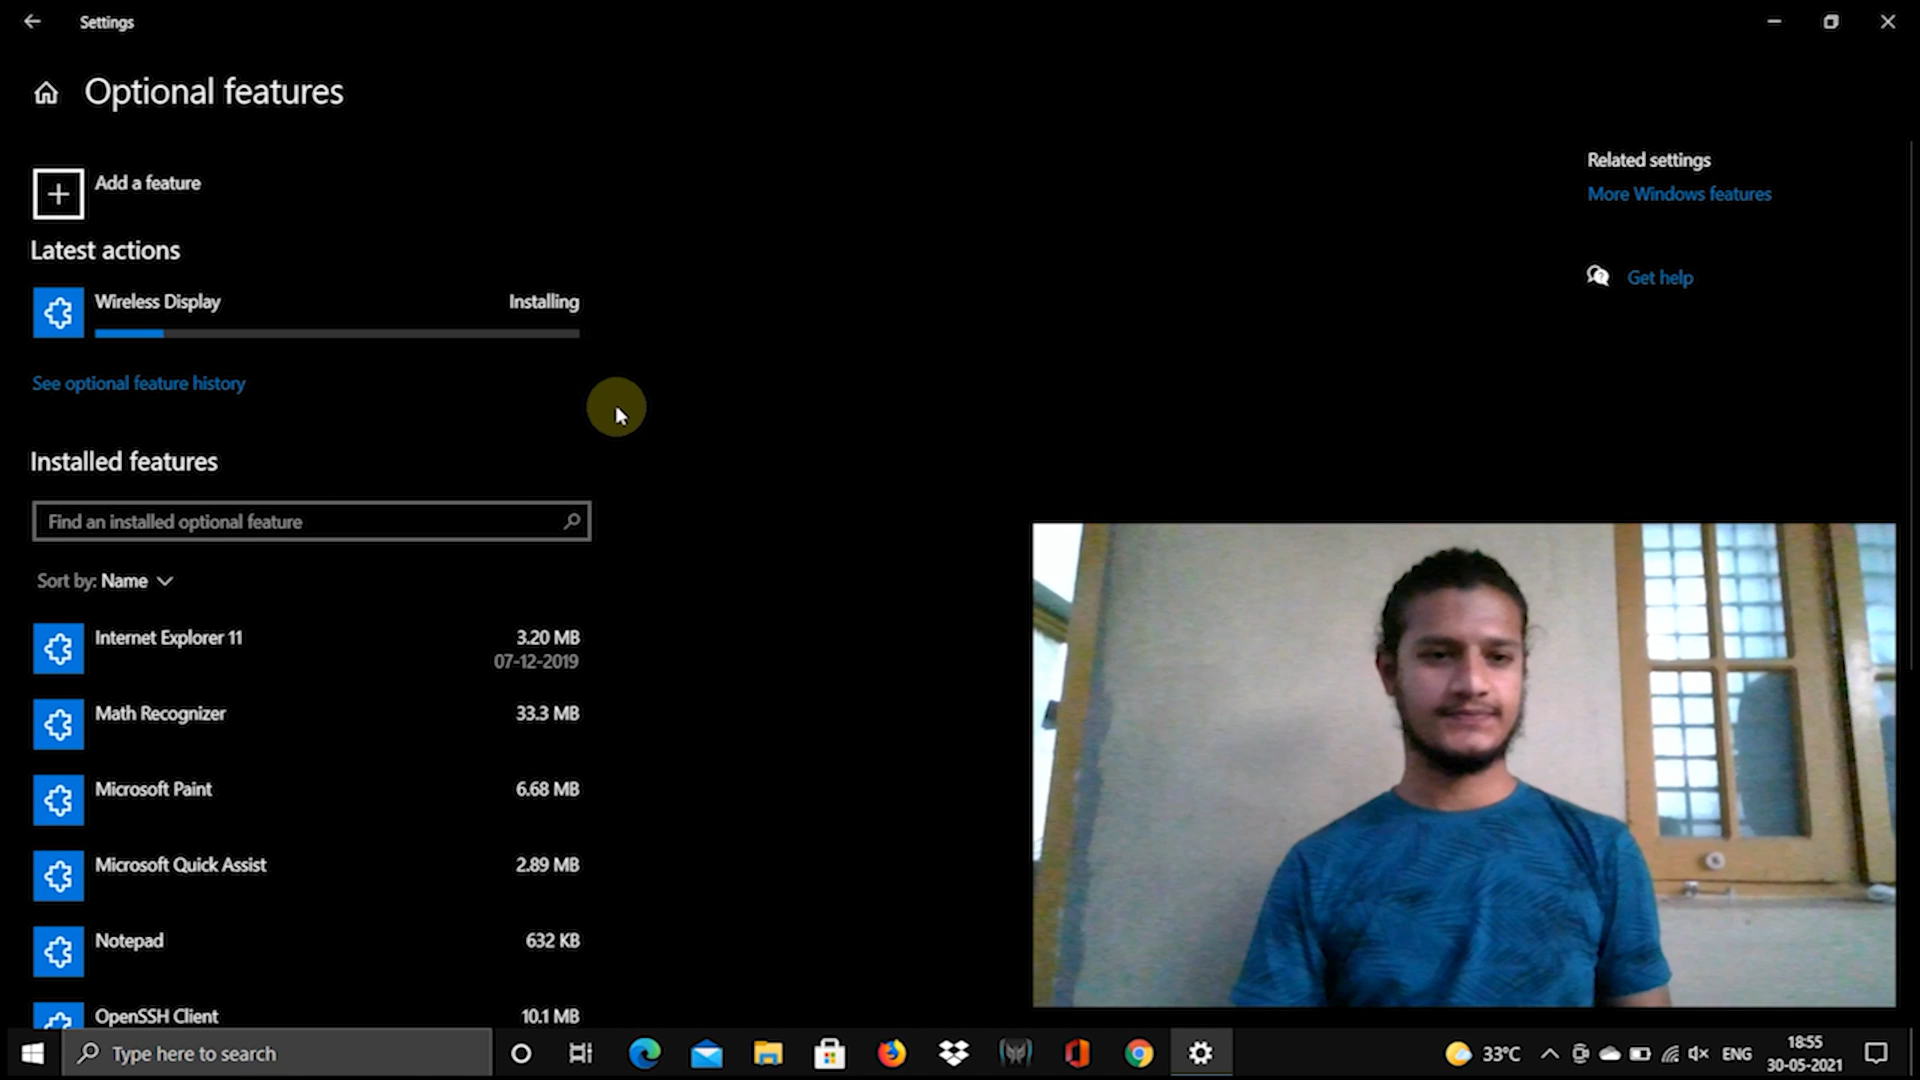 Settings
Optional features
Add a feature
Latest actions
Wireless Display
Installing
See optional feature history
Installed features
Find an installed optional feature
Sort by: Name
Internet Explorer 11
3.20 MB
07-12-2019
Math Recognizer
33.3 MB
Microsoft Paint
6.68 MB
Microsoft Quick Assist
2.89 MB
Notepad
632 KB
OpenSSH Client
10.1 MB
Related settings
More Windows features
Get help
Type here to search
33°C
ENG
18:55
30-05-2021